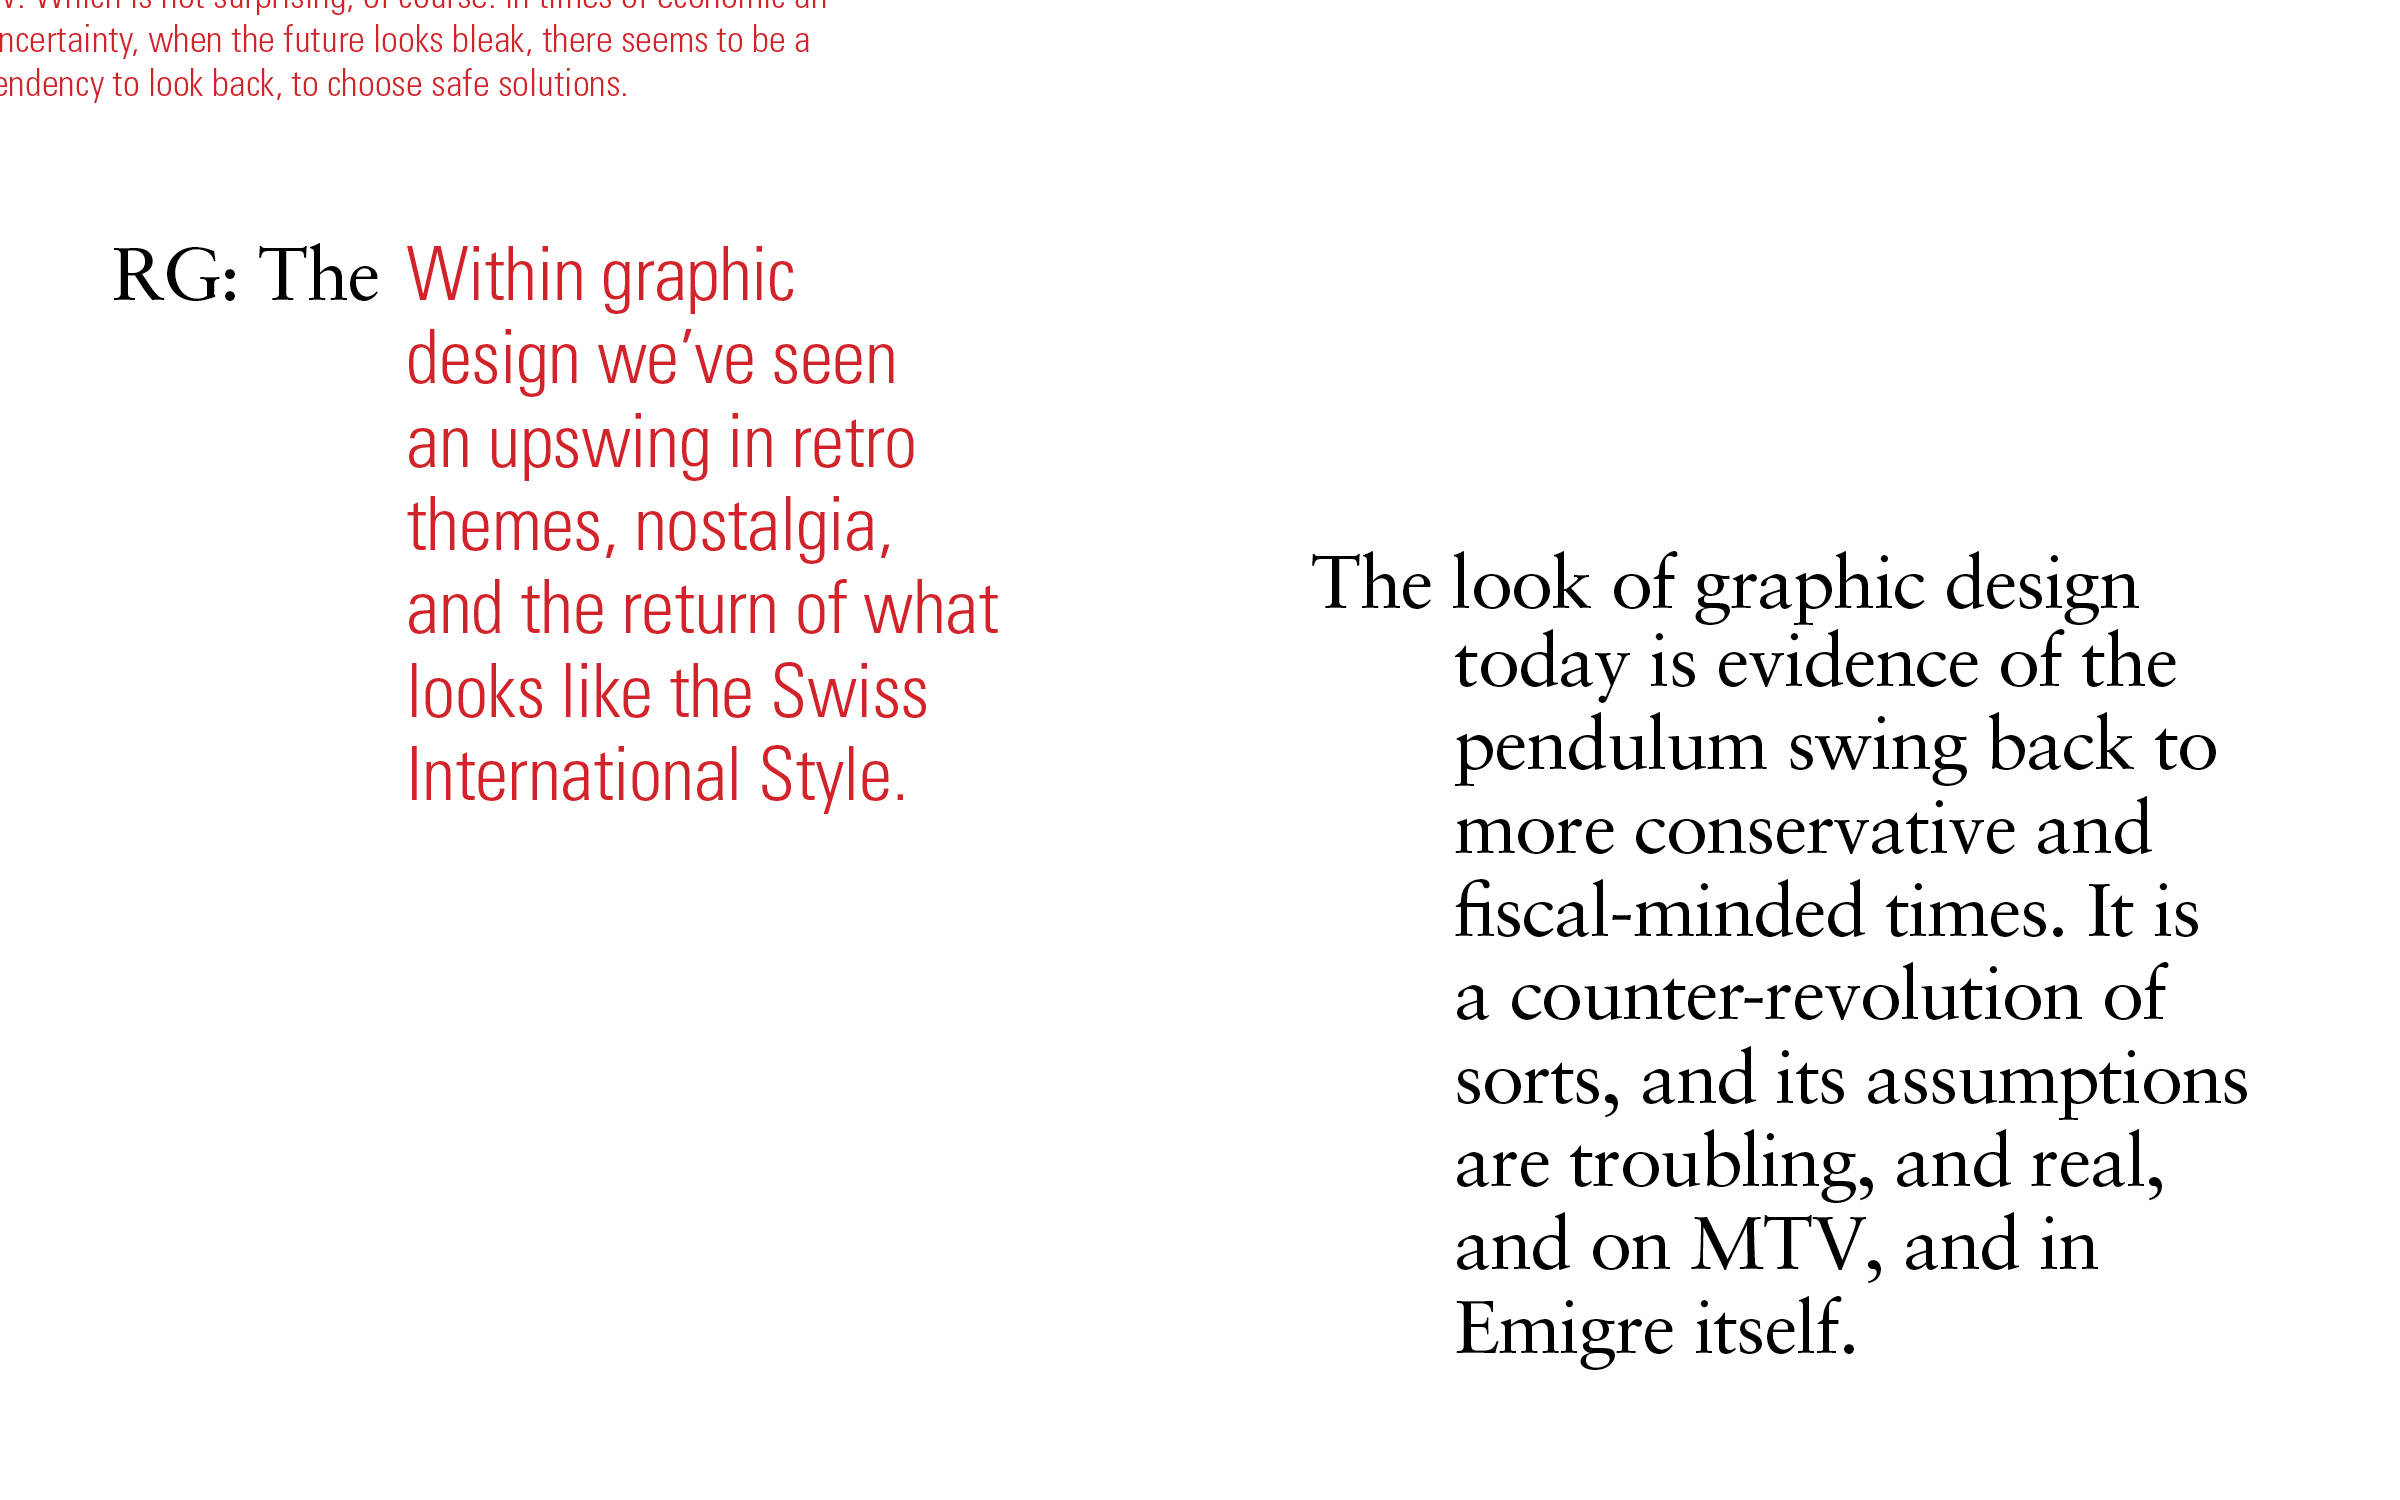 Which is not surprising, of course. In times of economic an
ncertainty, when the future looks bleak, there seems to be a
endency to look back, to choose safe solutions.
RG: The
Within graphic
design we’ve seen
an upswing in retro
themes, nostalgia,
and the return of what
looks like the Swiss
International Style.
The look of graphic design
today is evidence of the
pendulum swing back to
more conservative and
fiscal-minded times. It is
a counter-revolution of
sorts, and its assumptions
are troubling, and real,
and on MTV, and in
Emigre itself.